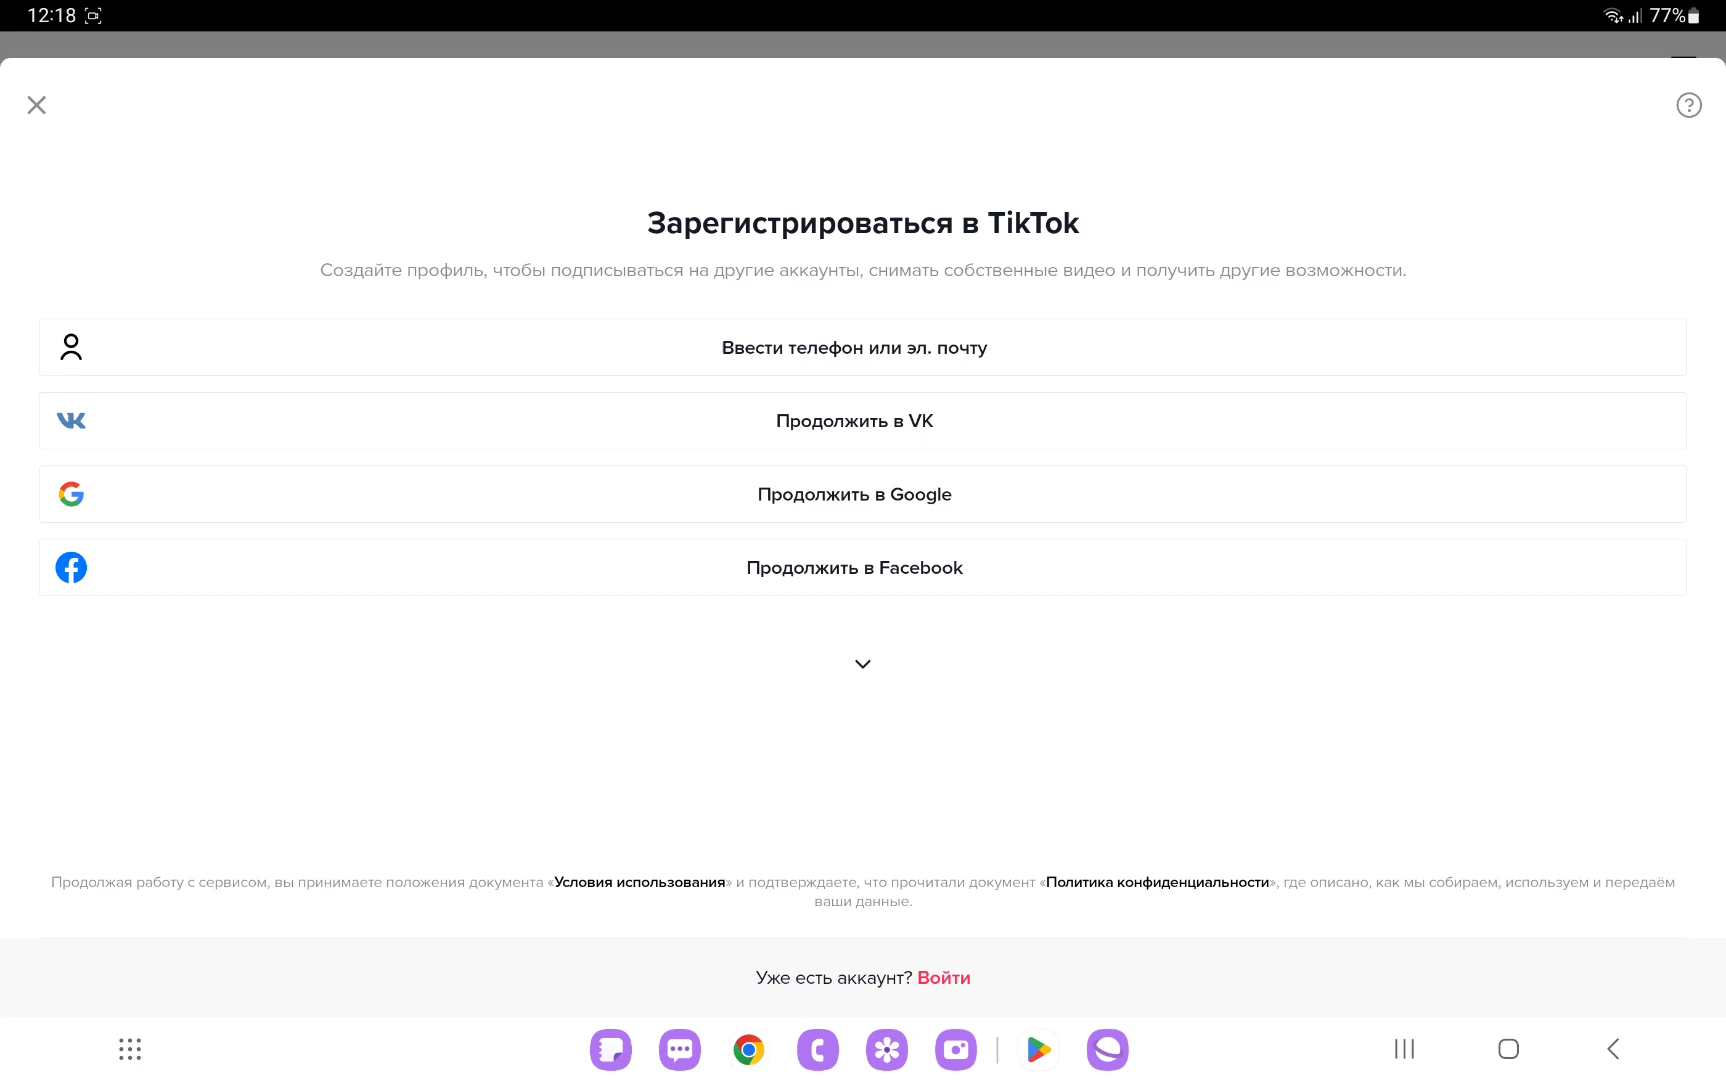 12:18
77%
Зарегистрироваться в TikTok
Создайте профиль, чтобы подписываться на другие аккаунты, снимать собственные видео и получить другие возможности.
Ввести телефон или эл. почту
Продолжить в VK
Продолжить в Google
Продолжить в Facebook
Продолжая работу с сервисом, вы принимаете положения документа «Условия использования» и подтверждаете, что прочитали документ «Политика конфиденциальности», где описано, как мы собираем, используем и передаём
ваши данные.
Уже есть аккаунт? Войти